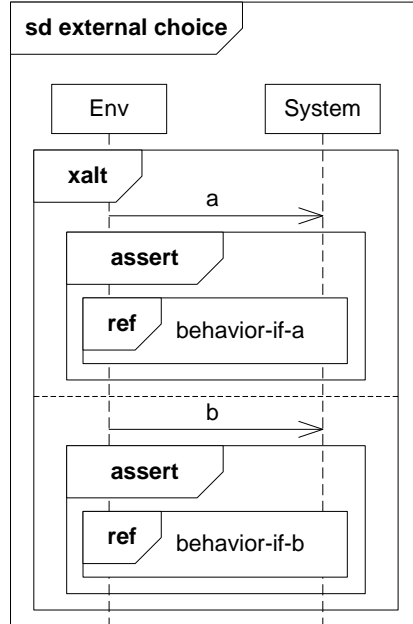 sd external choice
Env
System
xalt
a
assert
ref
behavior-if-a
b
assert
ref
behavior-if-b